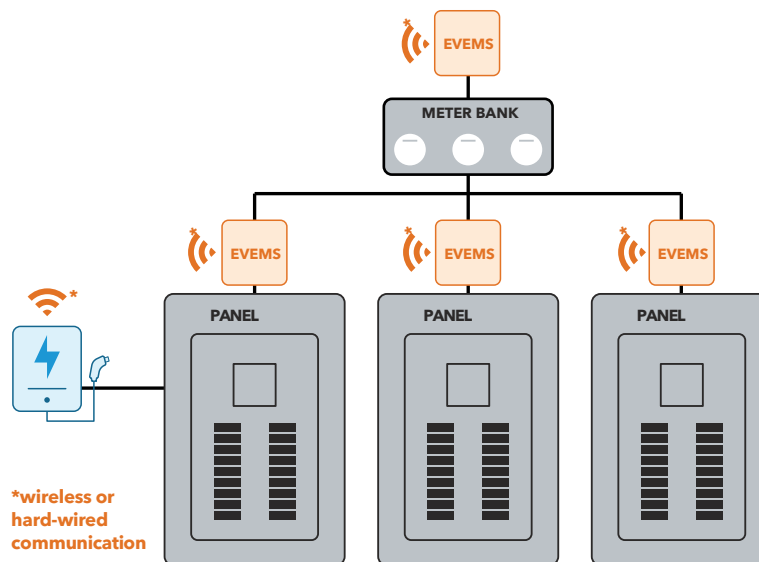 *
EVEMS
METER BANK
*
EVEMS
*
EVEMS
*
EVEMS
*
PANEL
PANEL
PANEL
*wireless or
hard-wired
communication